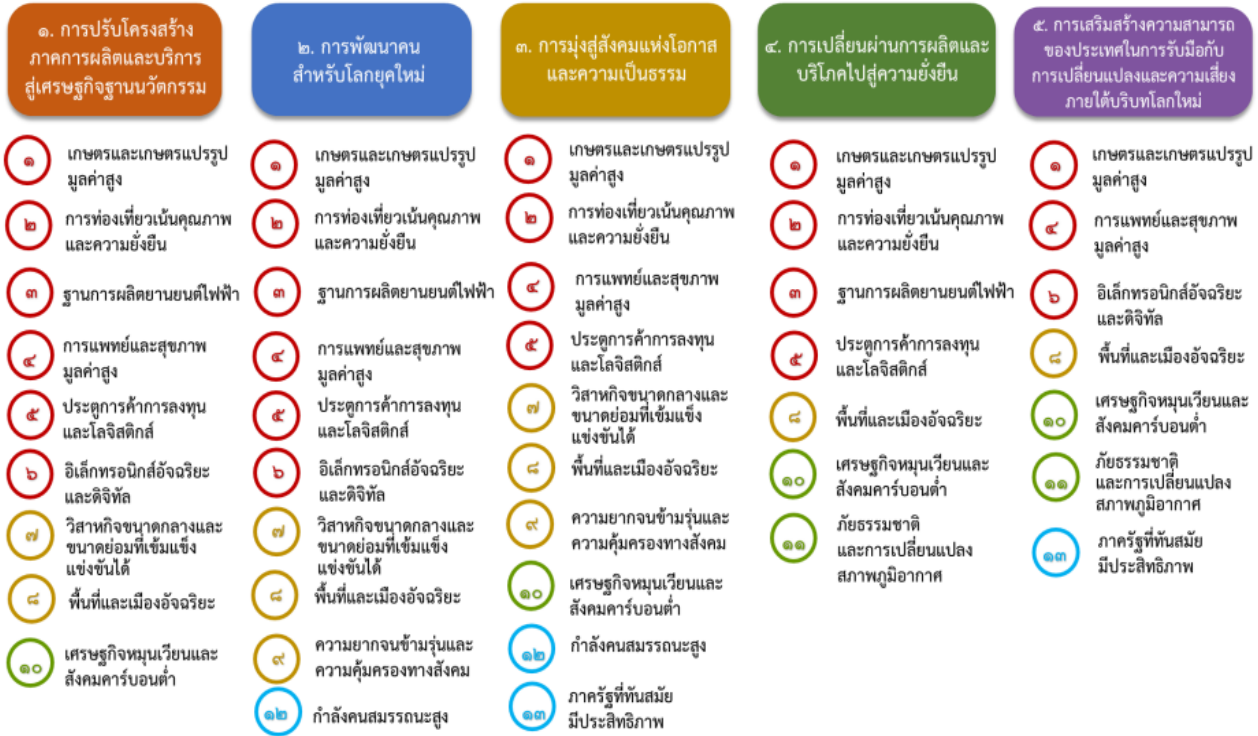 ๑. การปรับโครงสร้าง
ภาคการผลิตและบริการ
สู่เศรษฐกิจฐานนวัตกรรม
๑
เกษตรและเกษตรแปรรูป
มูลค่าสูง
๒
การท่องเที่ยวเน้นคุณภาพ
และความยั่งยืน
๓
ฐานการผลิตยานยนต์ไฟฟ้า
๔
การแพทย์และสุขภาพ
มูลค่าสูง
๕
ประตูการค้าการลงทุน
และโลจิสติกส์
๖
อิเล็กทรอนิกส์อัจฉริยะ
และดิจิทัล
๗
วิสาหกิจขนาดกลางและ
ขนาดย่อมที่เข้มแข็ง
แข่งขันได้
๘
พื้นที่และเมืองอัจฉริยะ
๑๐
เศรษฐกิจหมุนเวียนและ
สังคมคาร์บอนต่ำ
๒. การพัฒนาคน
สำหรับโลกยุคใหม่
๑
เกษตรและเกษตรแปรรูป
มูลค่าสูง
๒
การท่องเที่ยวเน้นคุณภาพ
และความยั่งยืน
๓
ฐานการผลิตยานยนต์ไฟฟ้า
๔
การแพทย์และสุขภาพ
มูลค่าสูง
๕
ประตูการค้าการลงทุน
และโลจิสติกส์
๖
อิเล็กทรอนิกส์อัจฉริยะ
และดิจิทัล
๗
วิสาหกิจขนาดกลางและ
ขนาดย่อมที่เข้มแข็ง
แข่งขันได้
๘
พื้นที่และเมืองอัจฉริยะ
๙
ความยากจนข้ามรุ่นและ
ความคุ้มครองทางสังคม
๑๒
กำลังคนสมรรถนะสูง
๓. การมุ่งสู่สังคมแห่งโอกาส
และความเป็นธรรม
๑
เกษตรและเกษตรแปรรูป
มูลค่าสูง
๒
การท่องเที่ยวเน้นคุณภาพ
และความยั่งยืน
๔
การแพทย์และสุขภาพ
มูลค่าสูง
๕
ประตูการค้าการลงทุน
และโลจิสติกส์
๗
วิสาหกิจขนาดกลางและ
ขนาดย่อมที่เข้มแข็ง
แข่งขันได้
๘
พื้นที่และเมืองอัจฉริยะ
๙
ความยากจนข้ามรุ่นและ
ความคุ้มครองทางสังคม
๑๐
เศรษฐกิจหมุนเวียนและ
สังคมคาร์บอนต่ำ
๑๒
กำลังคนสมรรถนะสูง
๑๓
ภาครัฐที่ทันสมัย
มีประสิทธิภาพ
๔. การเปลี่ยนผ่านการผลิตและ
บริโภคไปสู่ความยั่งยืน
๑
เกษตรและเกษตรแปรรูป
มูลค่าสูง
๒
การท่องเที่ยวเน้นคุณภาพ
และความยั่งยืน
๓
ฐานการผลิตยานยนต์ไฟฟ้า
๕
ประตูการค้าการลงทุน
และโลจิสติกส์
๘
พื้นที่และเมืองอัจฉริยะ
๑๐
เศรษฐกิจหมุนเวียนและ
สังคมคาร์บอนต่ำ
๑๑
ภัยธรรมชาติ
และการเปลี่ยนแปลง
สภาพภูมิอากาศ
๕. การเสริมสร้างความสามารถ
ของประเทศในการรับมือกับ
การเปลี่ยนแปลงและความเสี่ยง
ภายใต้บริบทโลกใหม่
๑
เกษตรและเกษตรแปรรูป
มูลค่าสูง
๔
การแพทย์และสุขภาพ
มูลค่าสูง
๖
อิเล็กทรอนิกส์อัจฉริยะ
และดิจิทัล
๘
พื้นที่และเมืองอัจฉริยะ
๑๐
เศรษฐกิจหมุนเวียนและ
สังคมคาร์บอนต่ำ
๑๑
ภัยธรรมชาติ
และการเปลี่ยนแปลง
สภาพภูมิอากาศ
๑๓
ภาครัฐที่ทันสมัย
มีประสิทธิภาพ